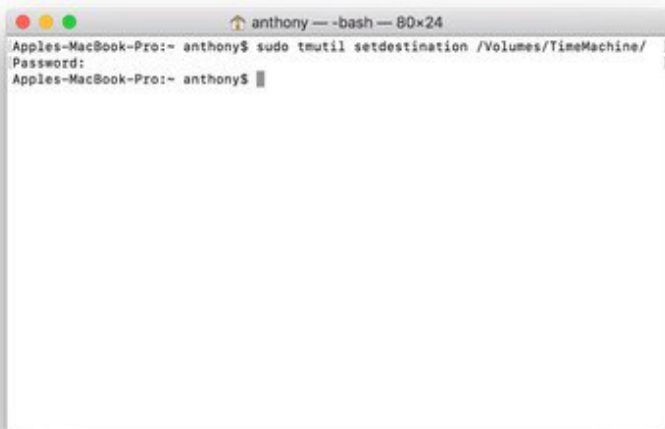 anthony — -bash — 80×24
Apples-MacBook-Pro:~ anthony$ sudo tmutil setdestination /Volumes/TimeMachine/
Password:
Apples-MacBook-Pro:~ anthony$